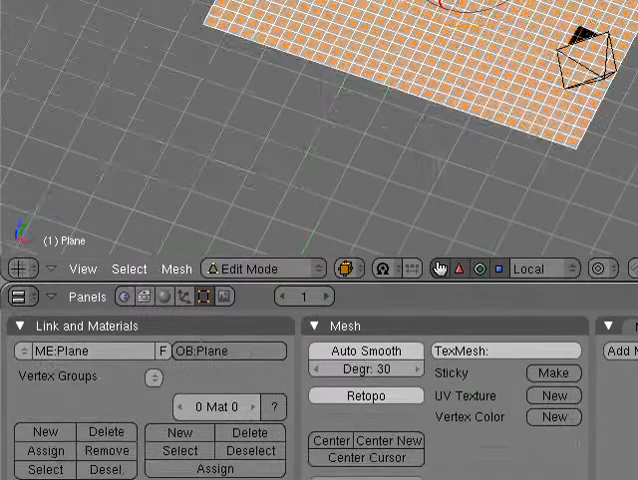 (1) Plane
View Select Mesh Edit Mode Local
Panels 1
Link and Materials Mesh
ME:Plane F OB:Plane Auto Smooth TexMesh: Add
Vertex Groups Degr: 30 Sticky Make
Retopo UV Texture New
0 Mat 0 ? Vertex Color New
New Delete New Delete Center Center New
Assign Remove Select Deselect Center Cursor
Select Desel. Assign